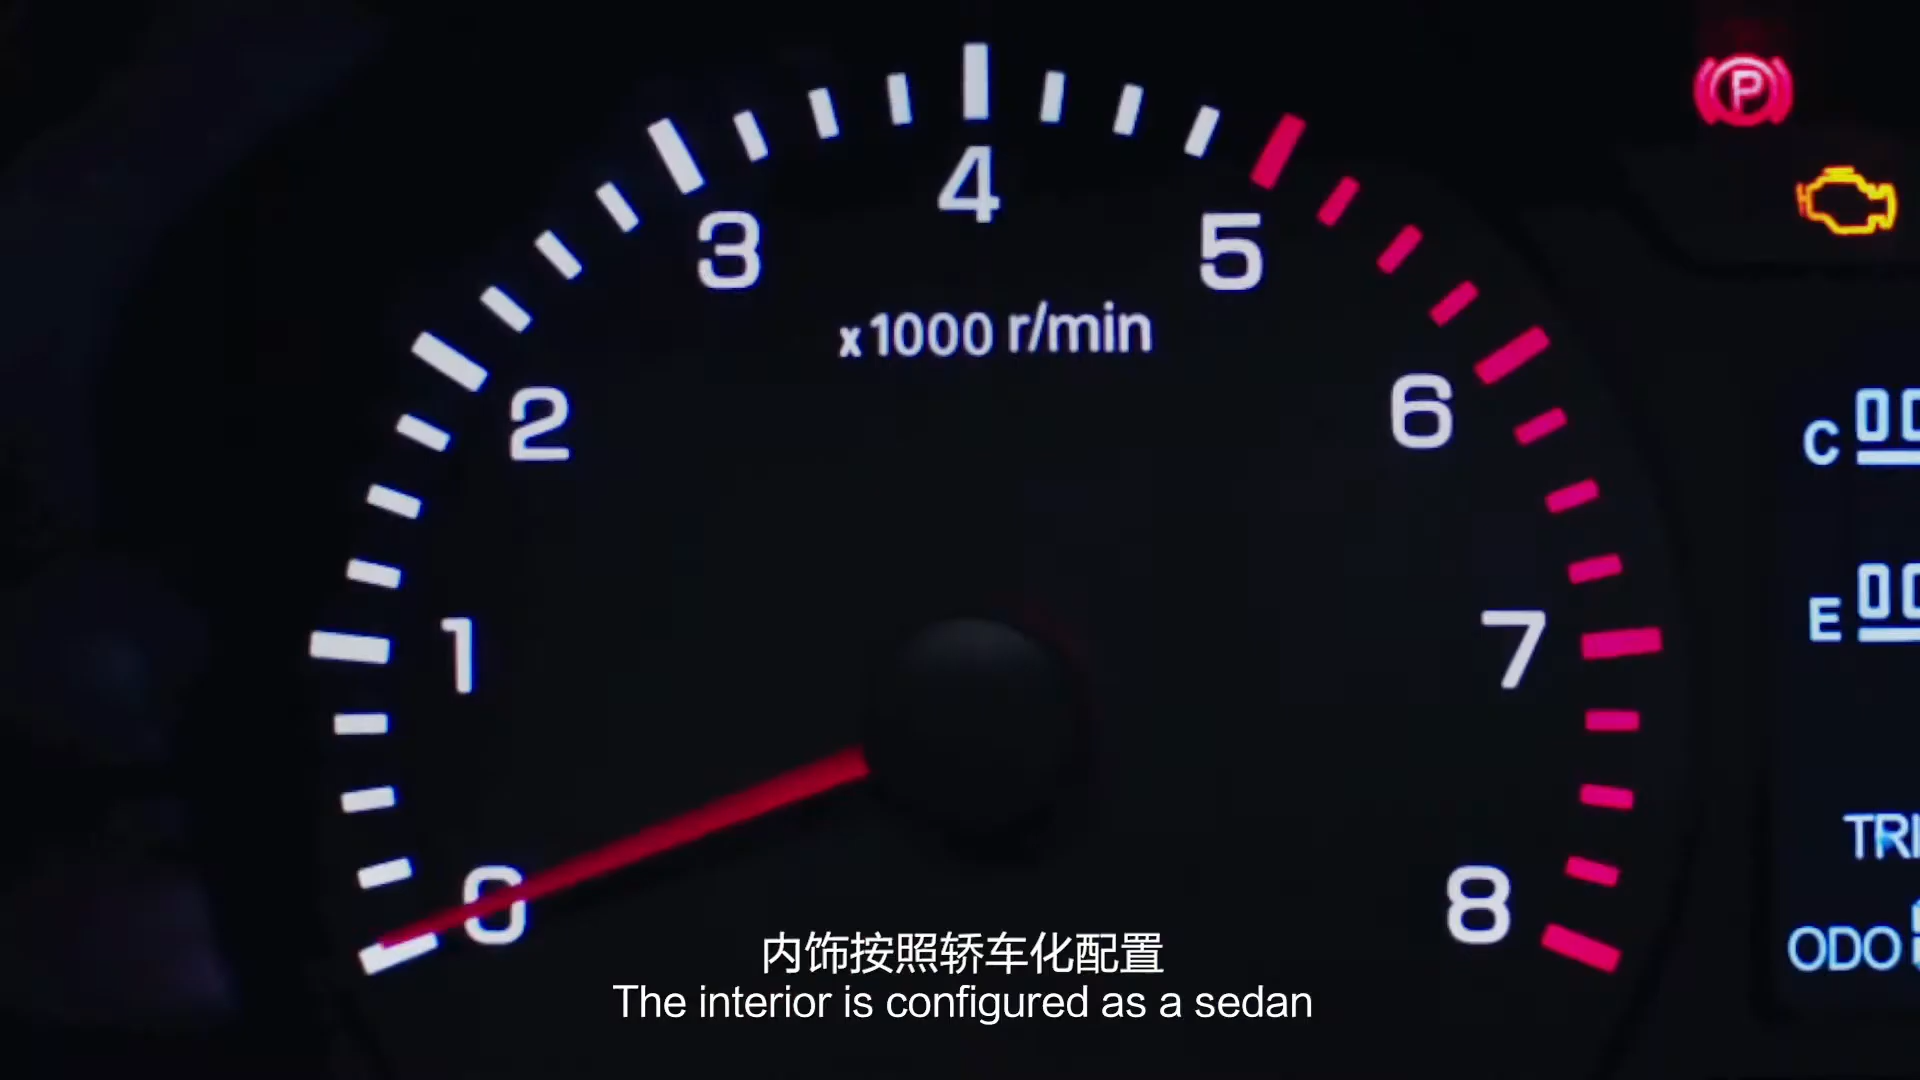 4
3
5
x1000 r/min
2
6
1
7
0
8
P
C
E
ODO
内饰按照轿车化配置
The interior is configured as a sedan